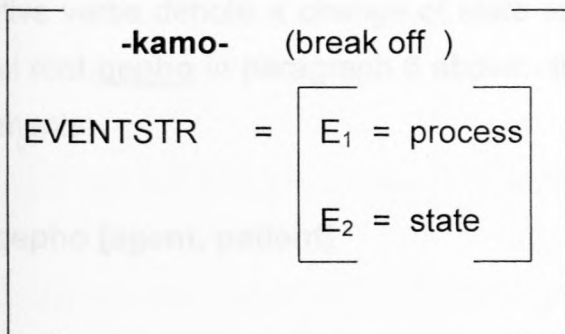 -kamo- (break off )
EVENTSTR = E₁ = process
E₂ = state